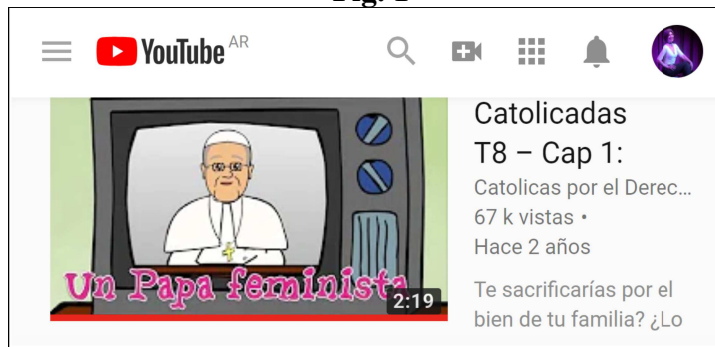 YouTube AR
Catolicadas
T8 – Cap 1:
Catolicas por el Derec...
67 k vistas •
Hace 2 años
Un Papa feminista
2:19
Te sacrificarías por el
bien de tu familia? ¿Lo